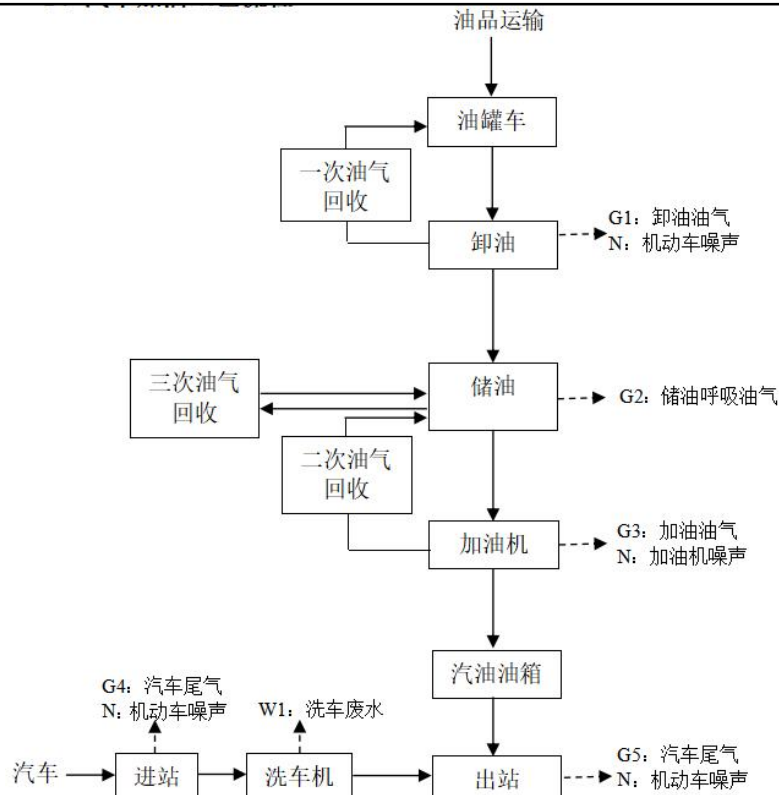 油品运输
油罐车
一次油气
回收
卸油
G1：卸油油气
N：机动车噪声
三次油气
回收
储油
G2：储油呼吸油气
二次油气
回收
加油机
G3：加油油气
N：加油机噪声
汽油油箱
G4：汽车尾气
N：机动车噪声
W1：洗车废水
汽车
进站
洗车机
出站
G5：汽车尾气
N：机动车噪声